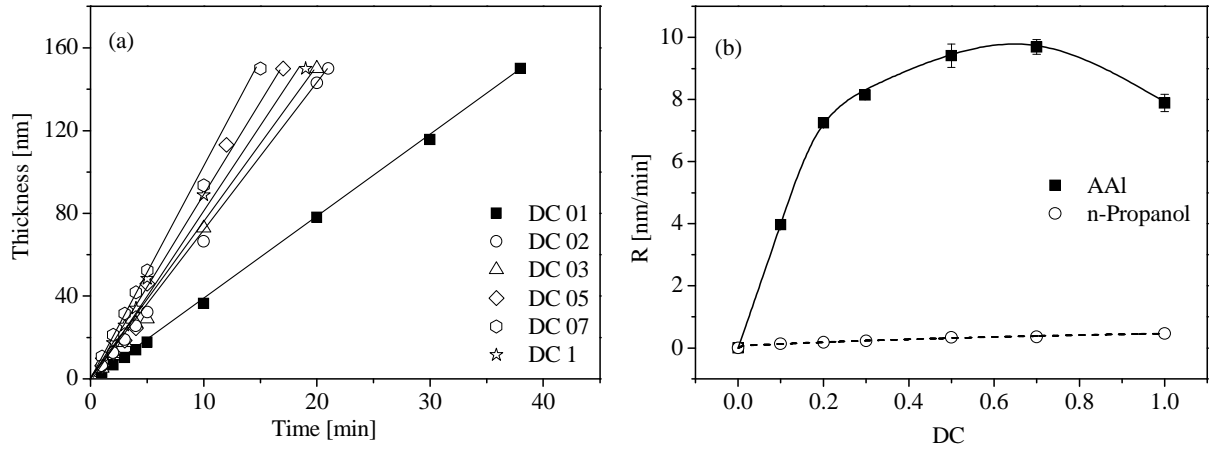 (a)
Thickness [nm]
160
120
80
40
0
0 10 20 30 40
Time [min]
DC 01
DC 02
DC 03
DC 05
DC 07
DC 1
(b)
R [nm/min]
10
8
6
4
2
0
0.0 0.2 0.4 0.6 0.8 1.0
DC
AAl
n-Propanol